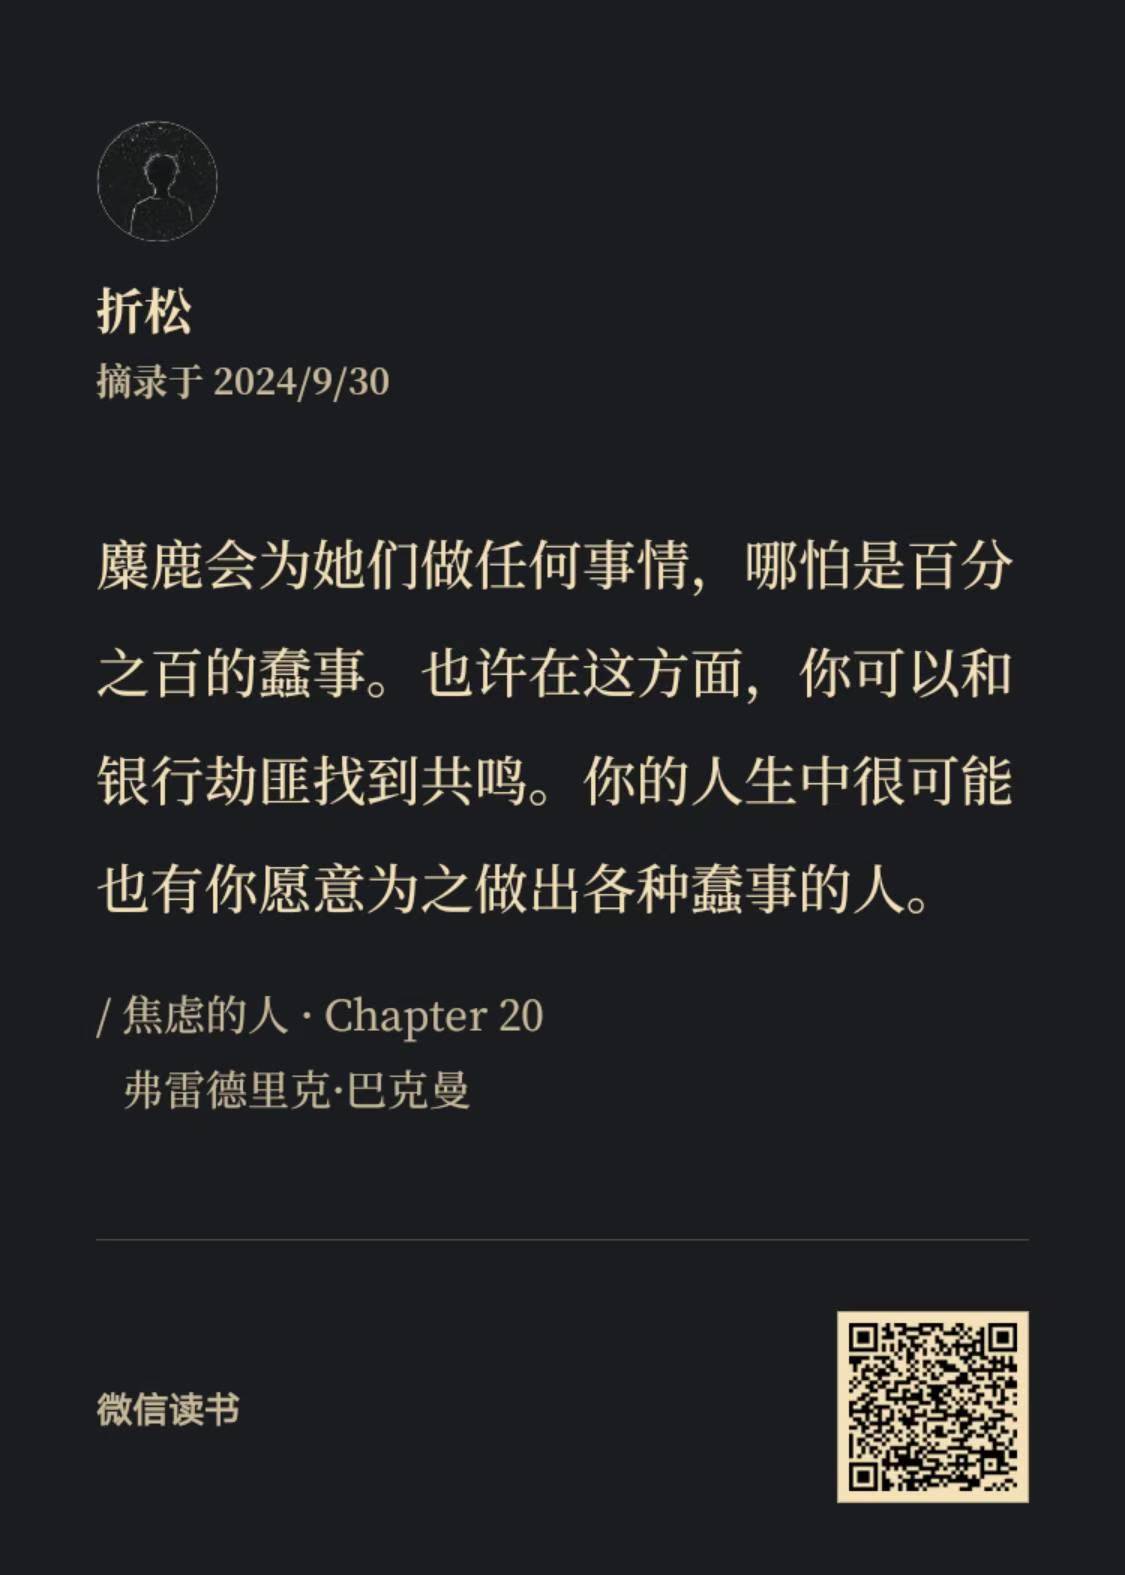 折松
摘录于 2024/9/30
麋鹿会为她们做任何事情，哪怕是百分
之百的蠢事。也许在这方面，你可以和
银行劫匪找到共鸣。你的人生中很可能
也有你愿意为之做出各种蠢事的人。
/ 焦虑的人 · Chapter 20
弗雷德里克·巴克曼
微信读书